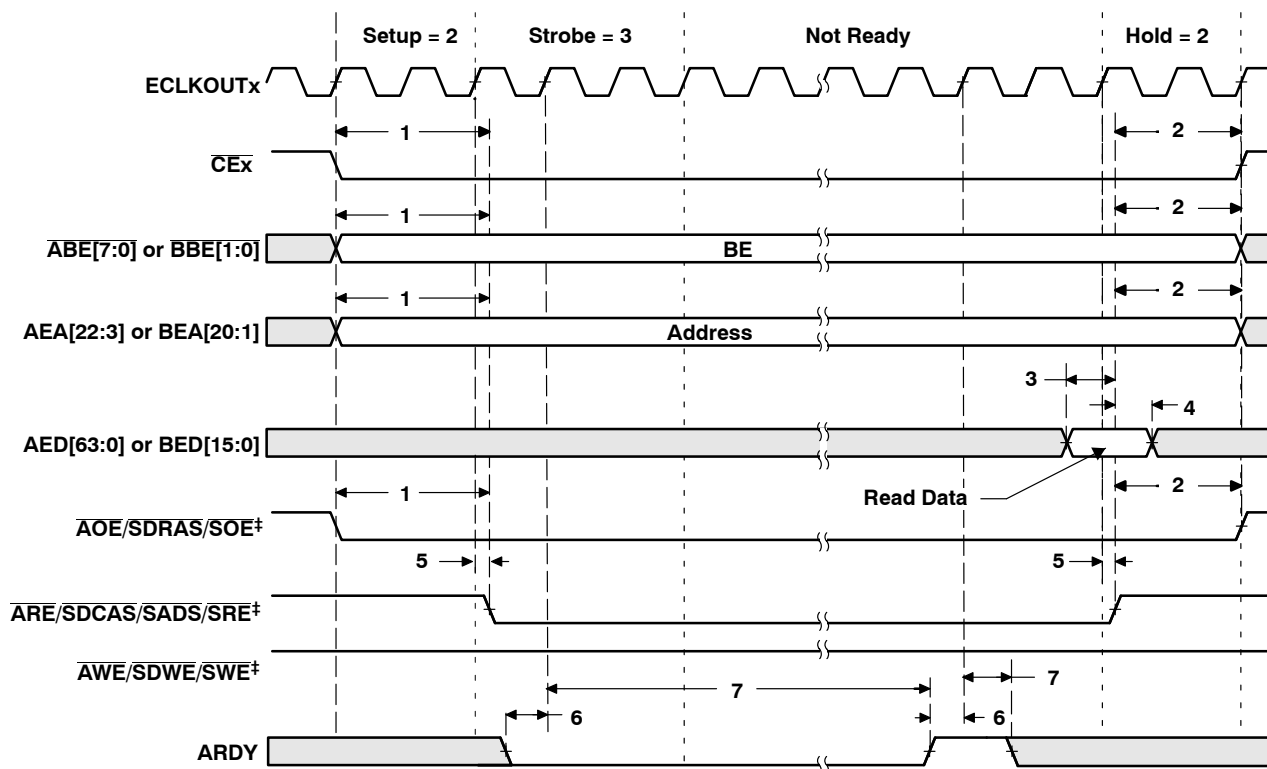 Setup = 2 Strobe = 3 Not Ready Hold = 2
ECLKOUTx
1 2
CEx
1 2
ABE[7:0] or BBE[1:0] BE
1 2
AEA[22:3] or BEA[20:1] Address
3
4
AED[63:0] or BED[15:0]
1 Read Data 2
AOE/SDRAS/SOE‡
5 5
ARE/SDCAS/SADS/SRE‡
AWE/SDWE/SWE‡
7 7
6 6
ARDY